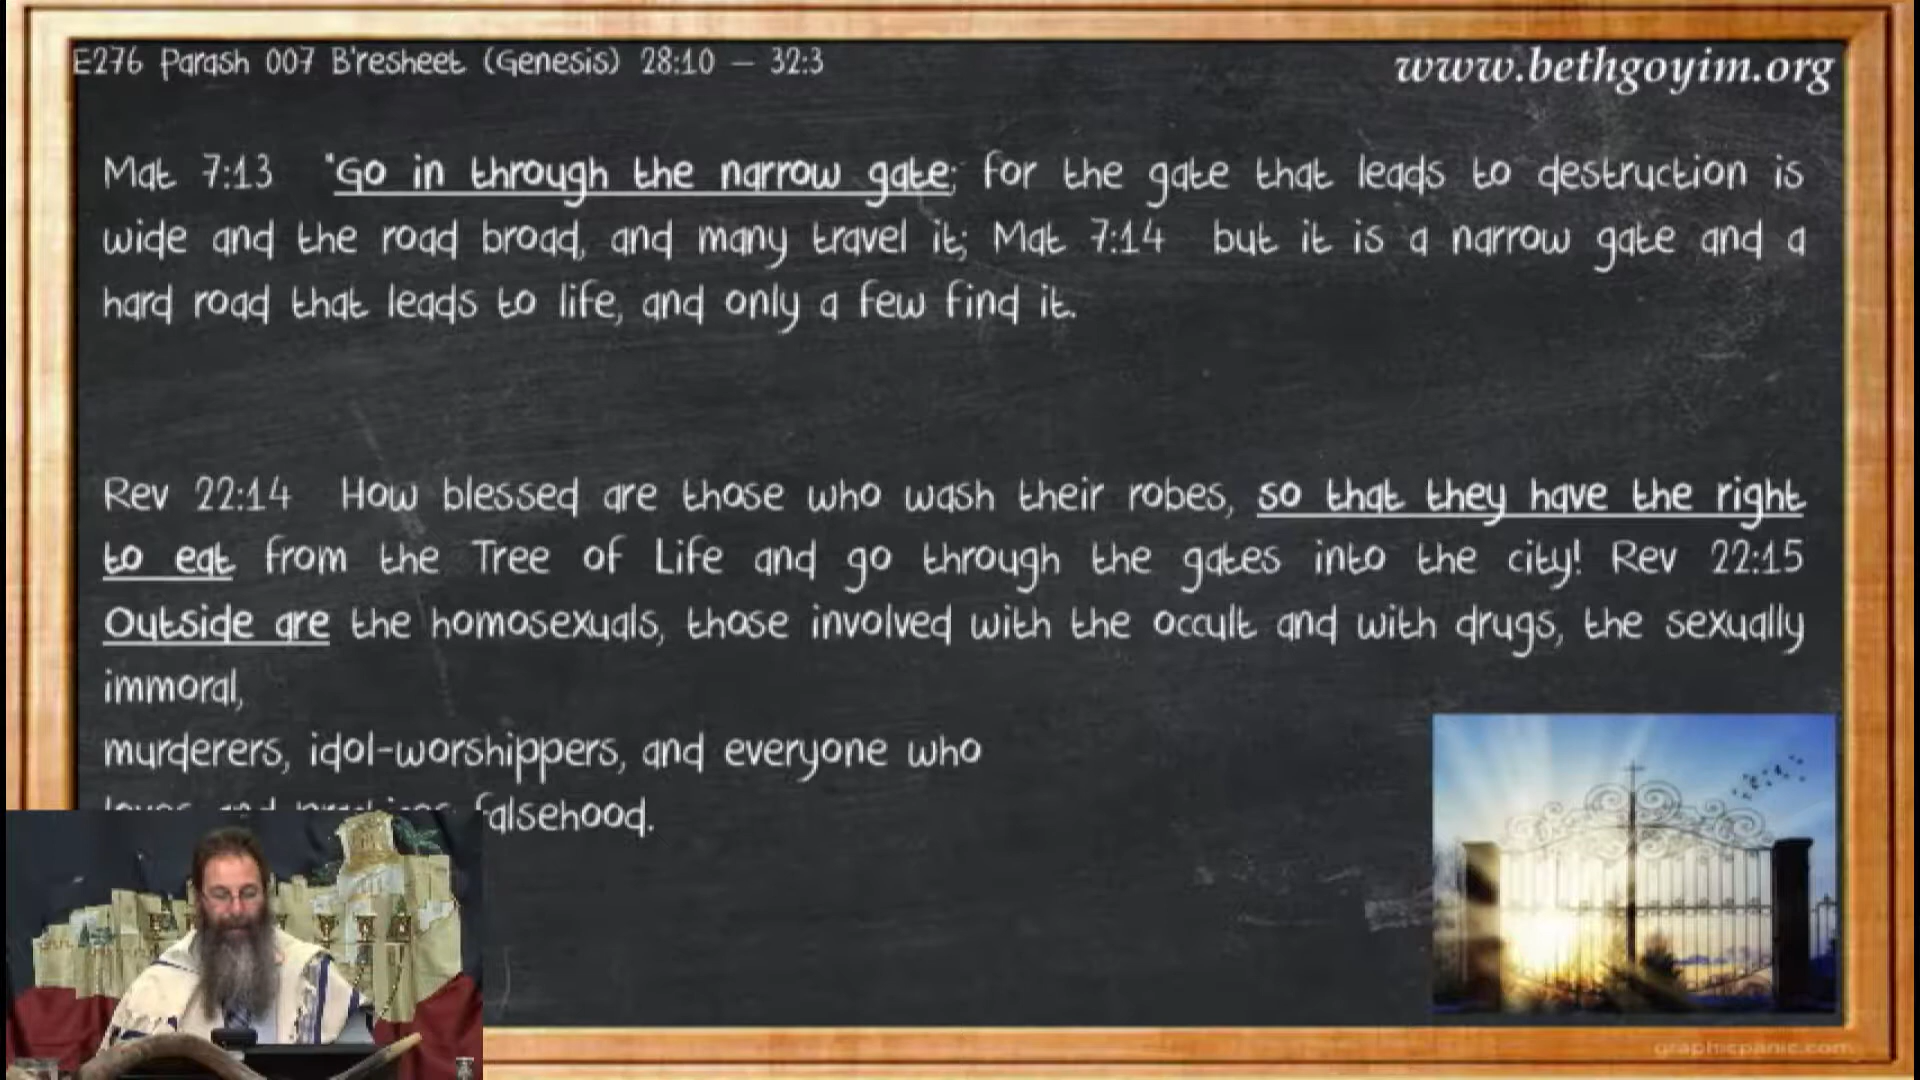 E276 Parash 007 B'resheet (Genesis) 28:10 – 32:3
www.bethgoyim.org
Mat 7:13 "Go in through the narrow gate; for the gate that leads to destruction is
wide and the road broad, and many travel it; Mat 7:14 but it is a narrow gate and a
hard road that leads to life, and only a few find it.
Rev 22:14 How blessed are those who wash their robes, so that they have the right
to eat from the Tree of Life and go through the gates into the city! Rev 22:15
Outside are the homosexuals, those involved with the occult and with drugs, the sexually
immoral,
murderers, idol-worshippers, and everyone who
loves and practices falsehood.
graphicpanic.com